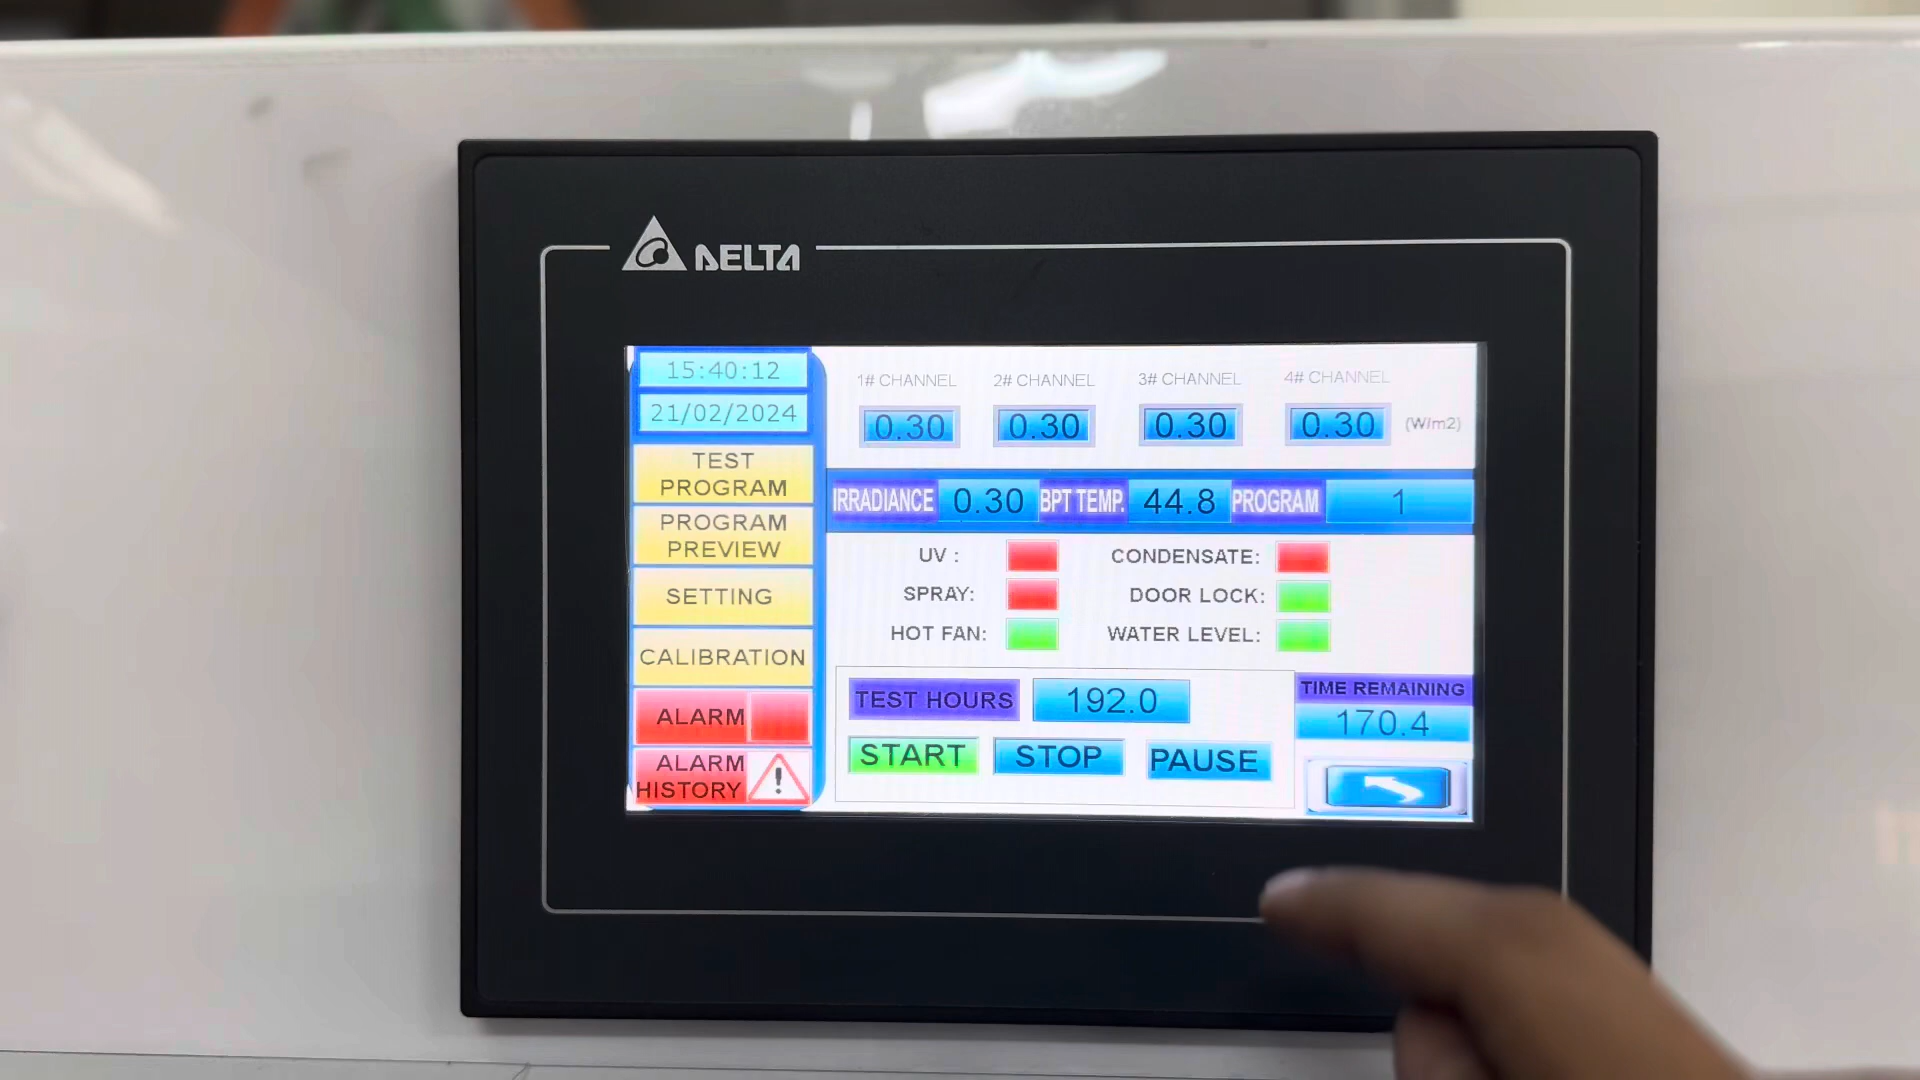 DELTA
15:40:12
21/02/2024
TEST
PROGRAM
PROGRAM
PREVIEW
SETTING
CALIBRATION
ALARM
ALARM
HISTORY
1# CHANNEL 2# CHANNEL 3# CHANNEL 4# CHANNEL
0.30 0.30 0.30 0.30 (W/m2)
IRRADIANCE 0.30 BPT TEMP. 44.8 PROGRAM 1
UV : CONDENSATE:
SPRAY: DOOR LOCK:
HOT FAN: WATER LEVEL:
TEST HOURS 192.0
START STOP PAUSE
TIME REMAINING
170.4